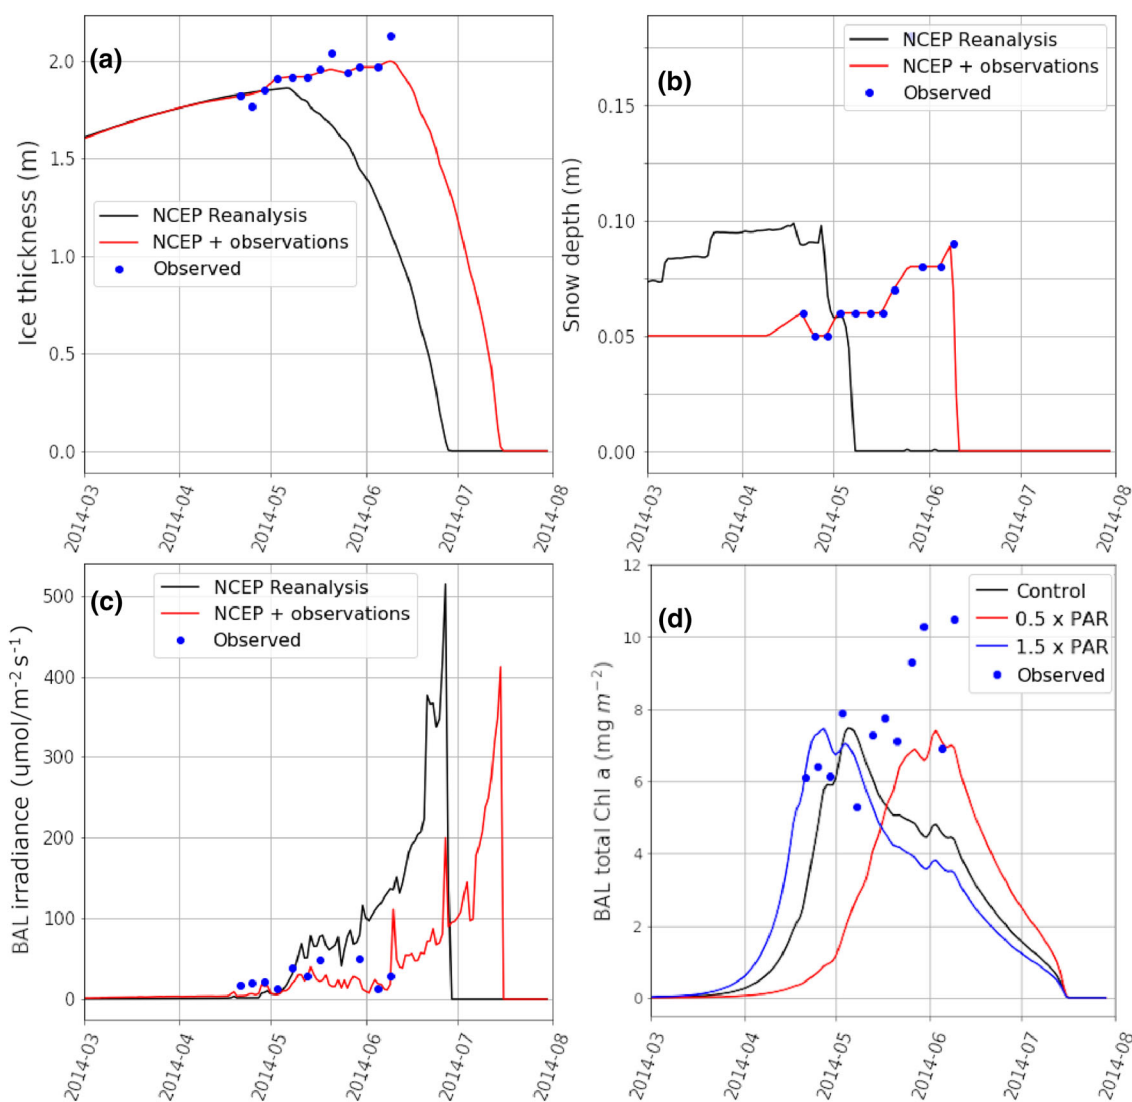 (a)
2.0
1.5
1.0
0.5
0.0
Ice thickness (m)
NCEP Reanalysis
NCEP + observations
Observed
2014-03
2014-04
2014-05
2014-06
2014-07
2014-08
(b)
NCEP Reanalysis
NCEP + observations
Observed
0.15
0.10
0.05
0.00
Snow depth (m)
2014-03
2014-04
2014-05
2014-06
2014-07
2014-08
(c)
NCEP Reanalysis
NCEP + observations
Observed
500
400
300
200
100
0
BAL irradiance (umol/m⁻² s⁻¹)
2014-03
2014-04
2014-05
2014-06
2014-07
2014-08
(d)
Control
0.5 x PAR
1.5 x PAR
Observed
12
10
8
6
4
2
0
BAL total Chl a (mg m⁻²)
2014-03
2014-04
2014-05
2014-06
2014-07
2014-08